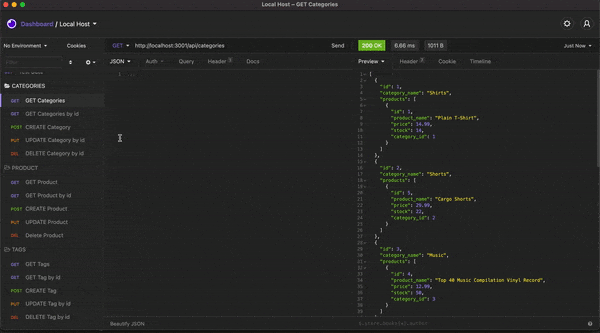 Local Host – GET Categories
Dashboard / Local Host
No Environment
Cookies
GET
http://localhost:3001/api/categories
Send
200 OK
6.66 ms
1011 B
Just Now
Filter
JSON
Auth
Query
Header
Docs
Preview
Header
Cookie
Timeline
CATEGORIES
GET GET Categories
GET GET Categories by id
POST CREATE Category
PUT UPDATE Category by id
DEL DELETE Category by id
PRODUCT
GET GET Product
GET GET Product by id
POST CREATE Product
PUT UPDATE Product
DEL Delete Product
TAGS
GET GET Tags
GET GET Tag by id
POST CREATE Tag
PUT UPDATE Tag by id
DEL DELETE Tag by id
1
1 [
2 {
3 "id": 1,
4 "category_name": "Shirts",
5 "products": [
6 {
7 "id": 1,
8 "product_name": "Plain T-Shirt",
9 "price": 14.99,
10 "stock": 14,
11 "category_id": 1
12 }
13 ]
14 },
15 {
16 "id": 2,
17 "category_name": "Shorts",
18 "products": [
19 {
20 "id": 5,
21 "product_name": "Cargo Shorts",
22 "price": 29.99,
23 "stock": 22,
24 "category_id": 2
25 }
26 ]
27 },
28 {
29 "id": 3,
30 "category_name": "Music",
31 "products": [
32 {
33 "id": 4,
34 "product_name": "Top 40 Music Compilation Vinyl Record",
35 "price": 12.99,
36 "stock": 50,
37 "category_id": 3
38 }
Beautify JSON